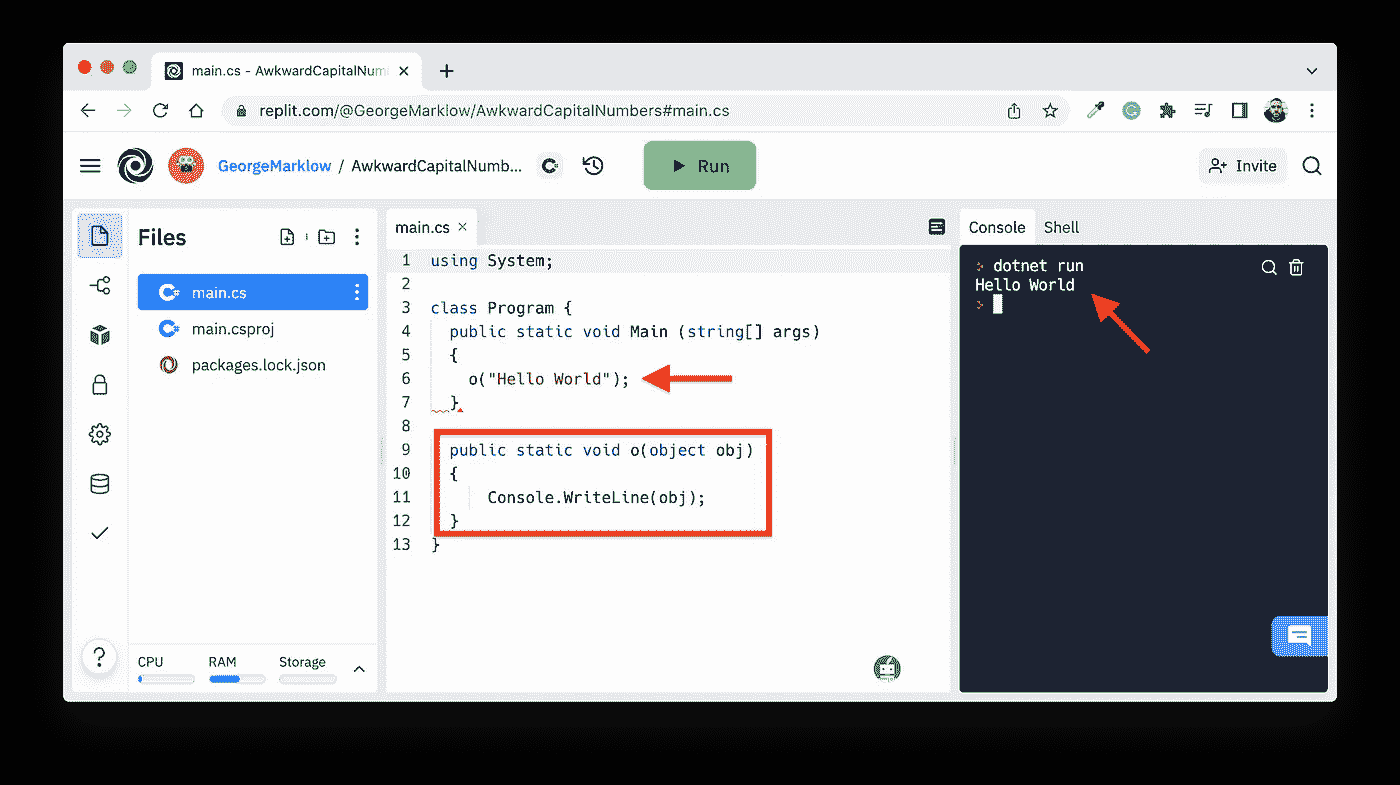 main.cs - AwkwardCapitalNum
replit.com/@GeorgeMarklow/AwkwardCapitalNumbers#main.cs
GeorgeMarklow / AwkwardCapitalNumb...
Run
Invite
Files
main.cs
main.csproj
packages.lock.json
CPU
RAM
Storage
main.cs
1 using System;
2
3 class Program {
4 public static void Main (string[] args)
5 {
6 o("Hello World");
7 }
8
9 public static void o(object obj)
10 {
11 Console.WriteLine(obj);
12 }
13 }
Console
Shell
dotnet run
Hello World